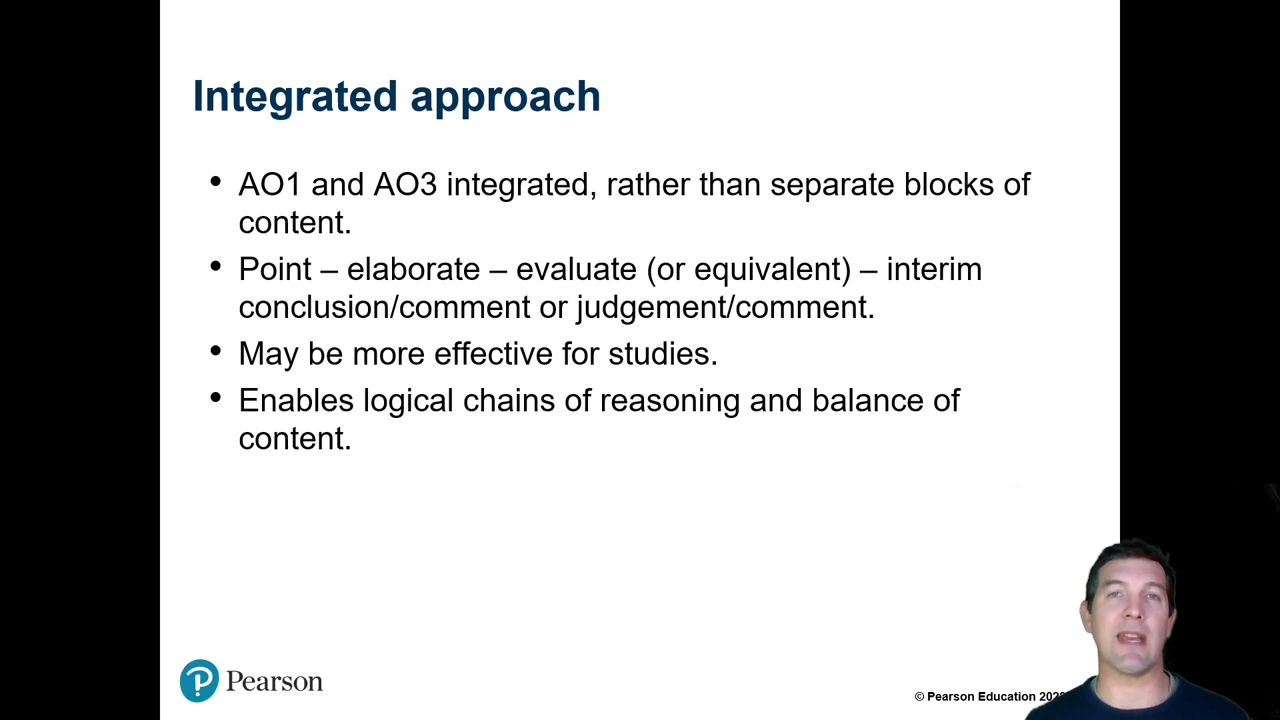 Integrated approach
• AO1 and AO3 integrated, rather than separate blocks of
content.
• Point – elaborate – evaluate (or equivalent) – interim
conclusion/comment or judgement/comment.
• May be more effective for studies.
• Enables logical chains of reasoning and balance of
content.
Pearson
© Pearson Education